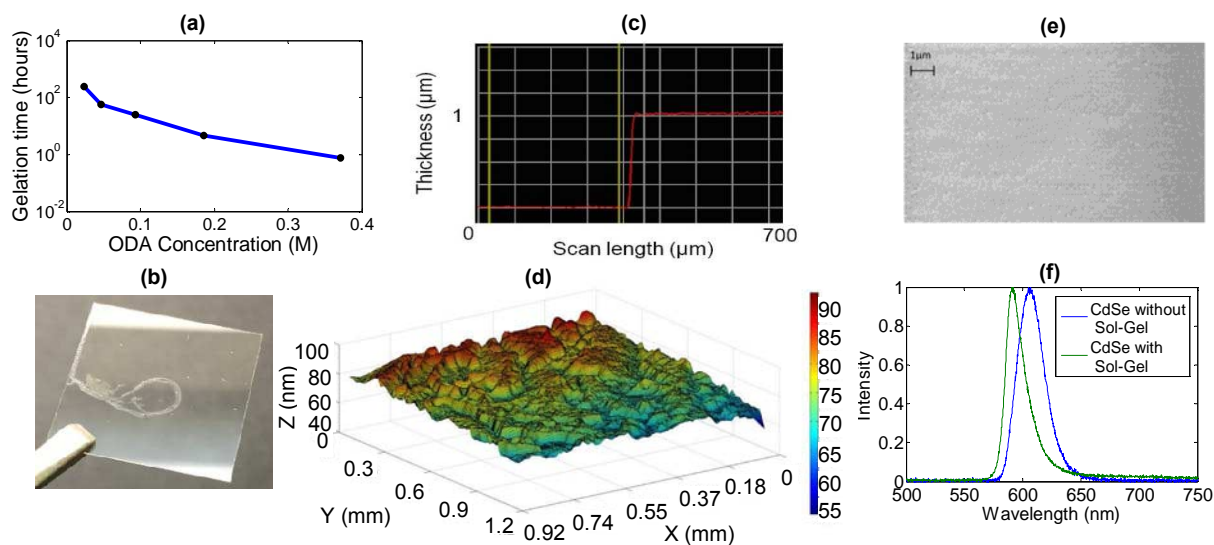 (a)
Gelation time (hours)
10^4
10^2
10^0
10^-2
0 0.1 0.2 0.3 0.4
ODA Concentration (M)
(b)
(c)
Thickness (μm)
1
0 700
Scan length (μm)
(d)
Z (nm)
100
80
60
40
0
0.3
0.6
0.9
1.2
Y (mm)
0.92 0.74 0.55 0.37 0.18 0
X (mm)
90
85
80
75
70
65
60
55
(e)
1μm
(f)
Intensity
1
0.8
0.6
0.4
0.2
0
500 550 600 650 700 750
Wavelength (nm)
CdSe without
Sol-Gel
CdSe with
Sol-Gel